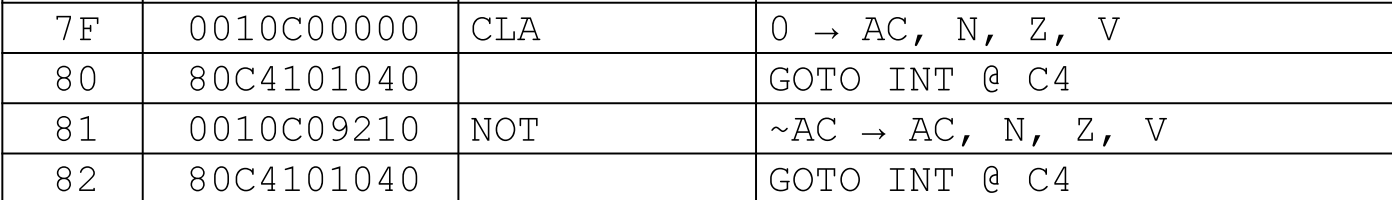 7F 0010C00000 CLA 0 → AC, N, Z, V
80 80C4101040 GOTO INT @ C4
81 0010C09210 NOT ~AC → AC, N, Z, V
82 80C4101040 GOTO INT @ C4